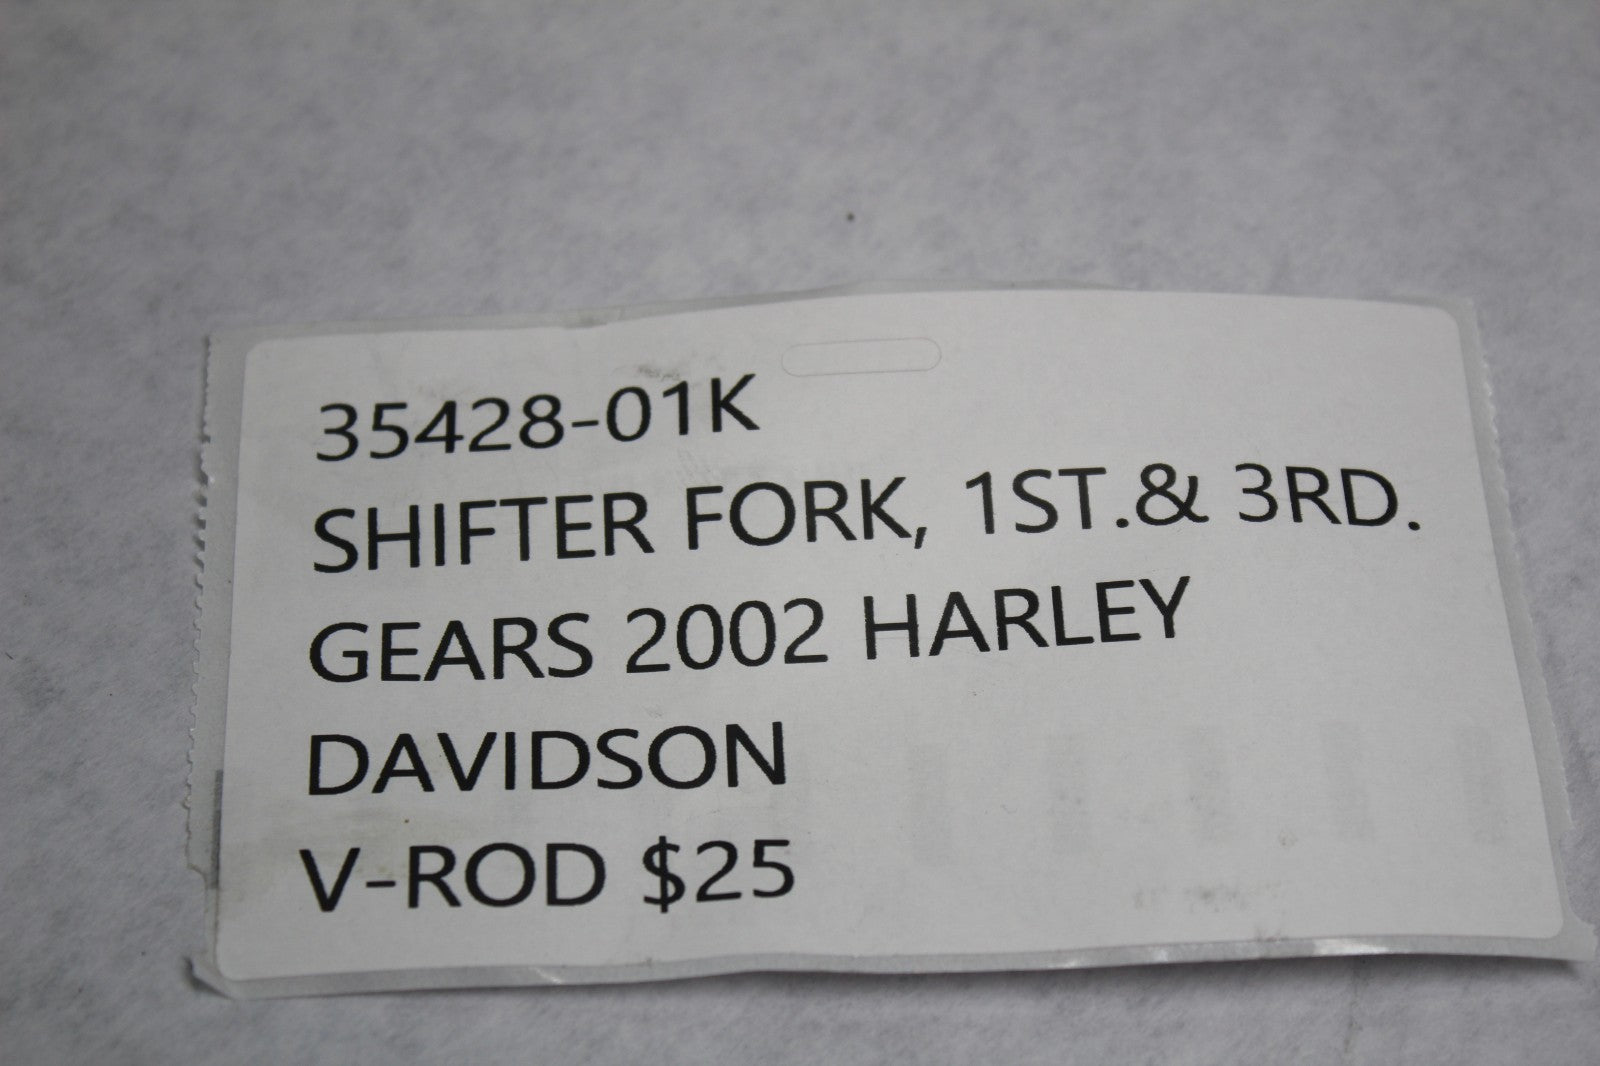 35428-01K
SHIFTER FORK, 1ST.& 3RD.
GEARS 2002 HARLEY
DAVIDSON
V-ROD $25